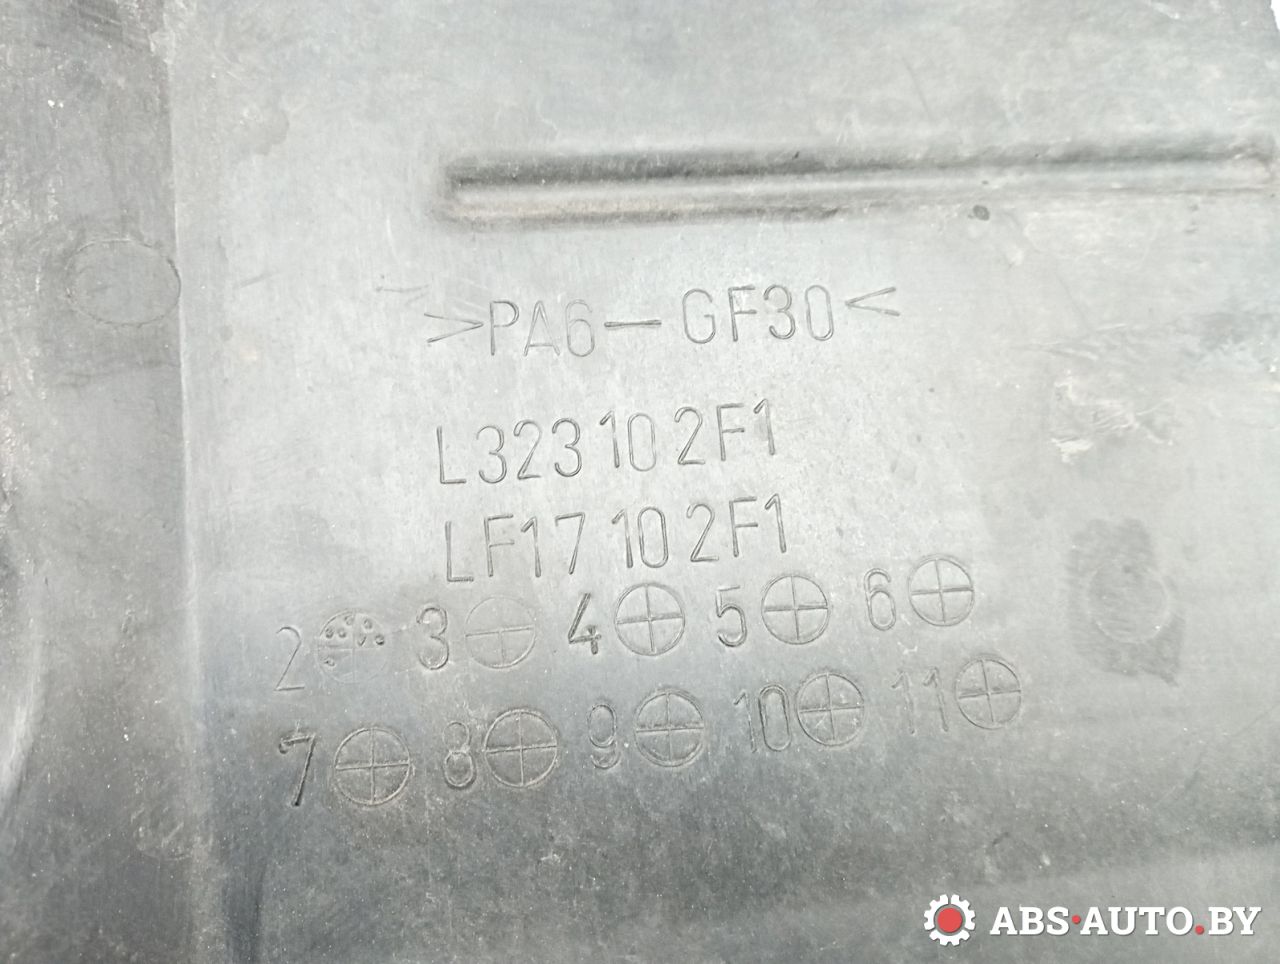 >PA6-GF30<
L323 10 2F1
LF17 10 2F1
2 3 4 5 6
7 8 9 10 11
ABS·AUTO.BY